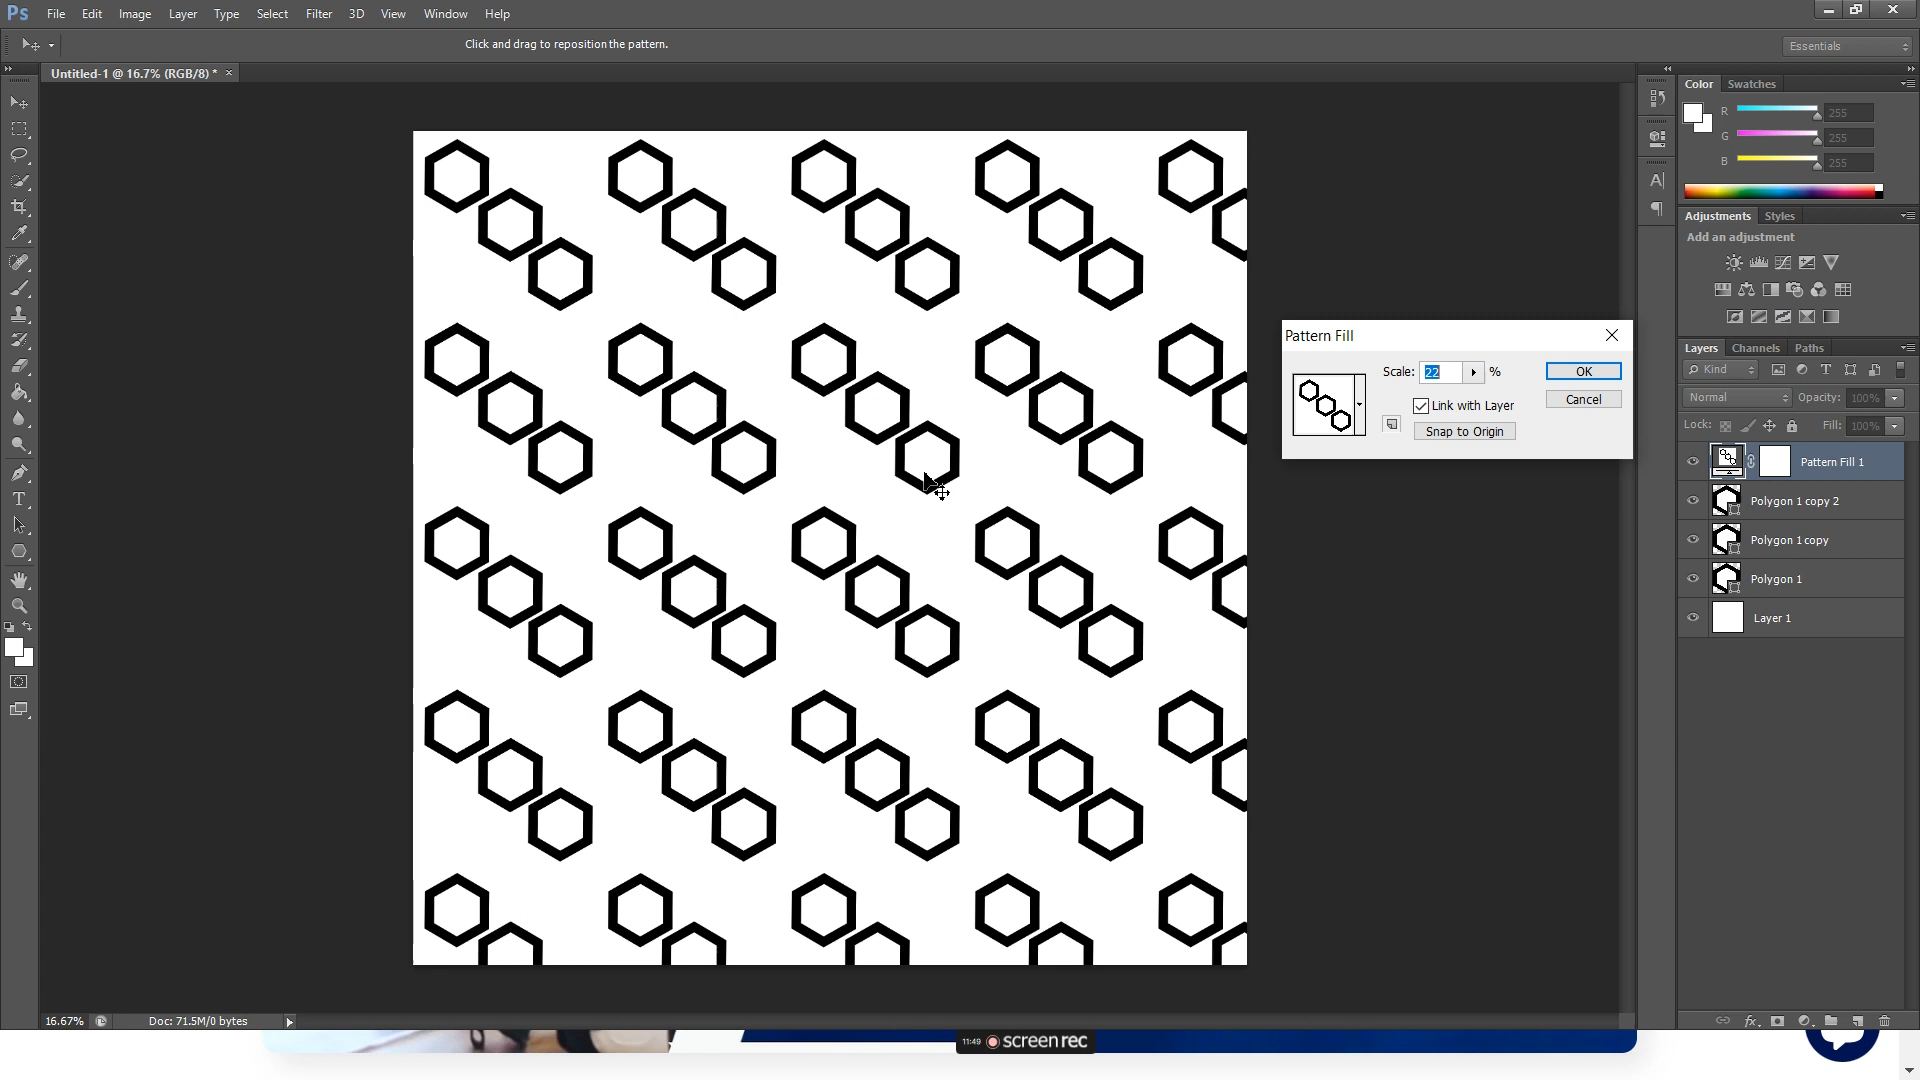 Ps File Edit Image Layer Type Select Filter 3D View Window Help
Click and drag to reposition the pattern.
Essentials
Untitled-1 @ 16.7% (RGB/8) * ×
Color Swatches
R 255
G 255
B 255
Adjustments Styles
Add an adjustment
Pattern Fill
Scale: 22 %
OK
Link with Layer
Cancel
Snap to Origin
Layers Channels Paths
Kind
Normal Opacity: 100%
Lock: Fill: 100%
Pattern Fill 1
Polygon 1 copy 2
Polygon 1 copy
Polygon 1
Layer 1
16.67% Doc: 71.5M/0 bytes
11:49 screenrec